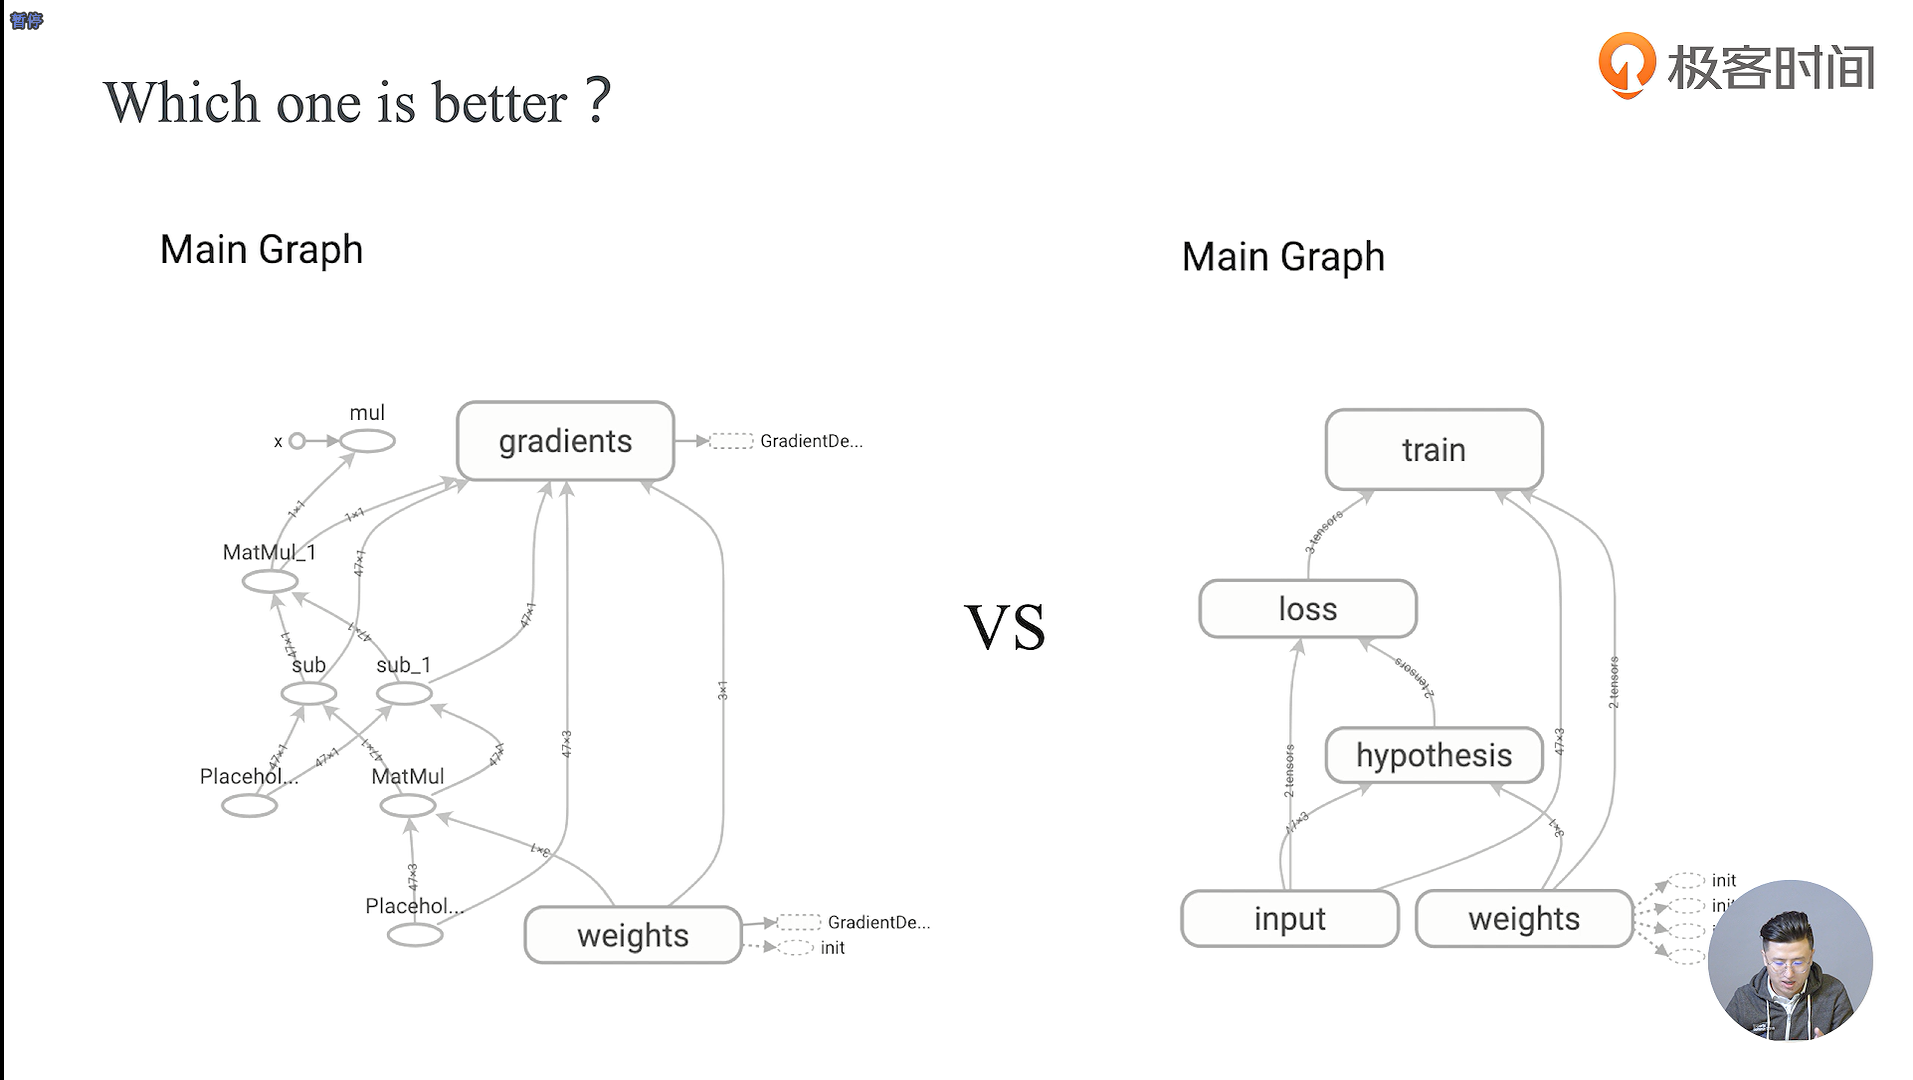 暂停
极客时间
Which one is better？
Main Graph
Main Graph
mul
x
gradients
GradientDe...
train
1×1
1×1
3 tensors
MatMul_1
47×1
47×1
loss
VS
47×1
47×1
sub
sub_1
3×1
2 tensors
2 tensors
47×1
47×1
47×1
47×1
47×3
2 tensors
47×3
hypothesis
Placehol...
MatMul
47×3
3×1
3×1
47×3
Placehol...
weights
GradientDe...
init
input
weights
init